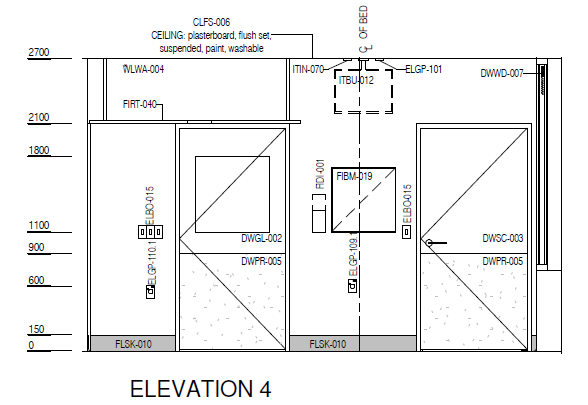 CLFS-006
CEILING: plasterboard, flush set,
suspended, paint, washable
CL OF BED
2700
WLWA-004
ITIN-070
ELGP-101
ITBU-012
DWWD-007
FIRT-040
2100
1800
FIDI-001
FIBM-019
ELBO-015
ELBO-015
1100
DWGL-002
DWSC-003
900
ELGP-110.1
ELGP-109.1
DWPR-005
DWPR-005
600
150
0
FLSK-010
FLSK-010
ELEVATION 4